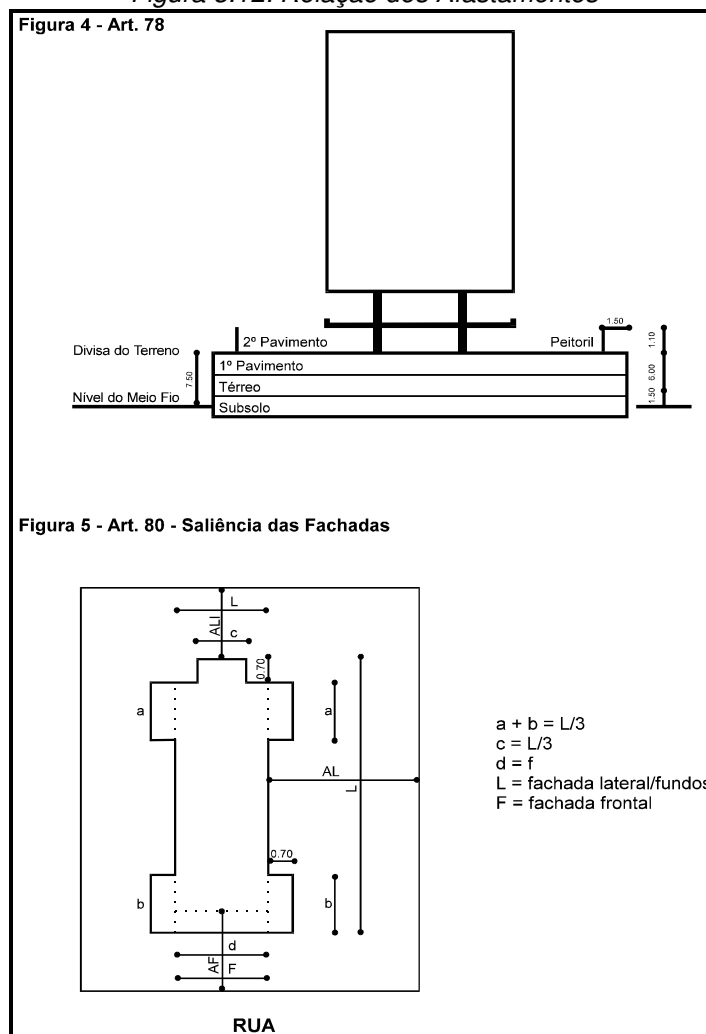 Figura 5.12: Relação dos Afastamentos
Figura 4 - Art. 78
1.50
2º Pavimento
Peitoril
1.10
Divisa do Terreno
1º Pavimento
7.50
6.00
Térreo
Nível do Meio Fio
1.50
Subsolo
Figura 5 - Art. 80 - Saliência das Fachadas
L
ALI
c
0.70
a
a
a + b = L/3
c = L/3
d = f
L = fachada lateral/fundos
F = fachada frontal
AL
L
0.70
b
b
d
AF
F
RUA